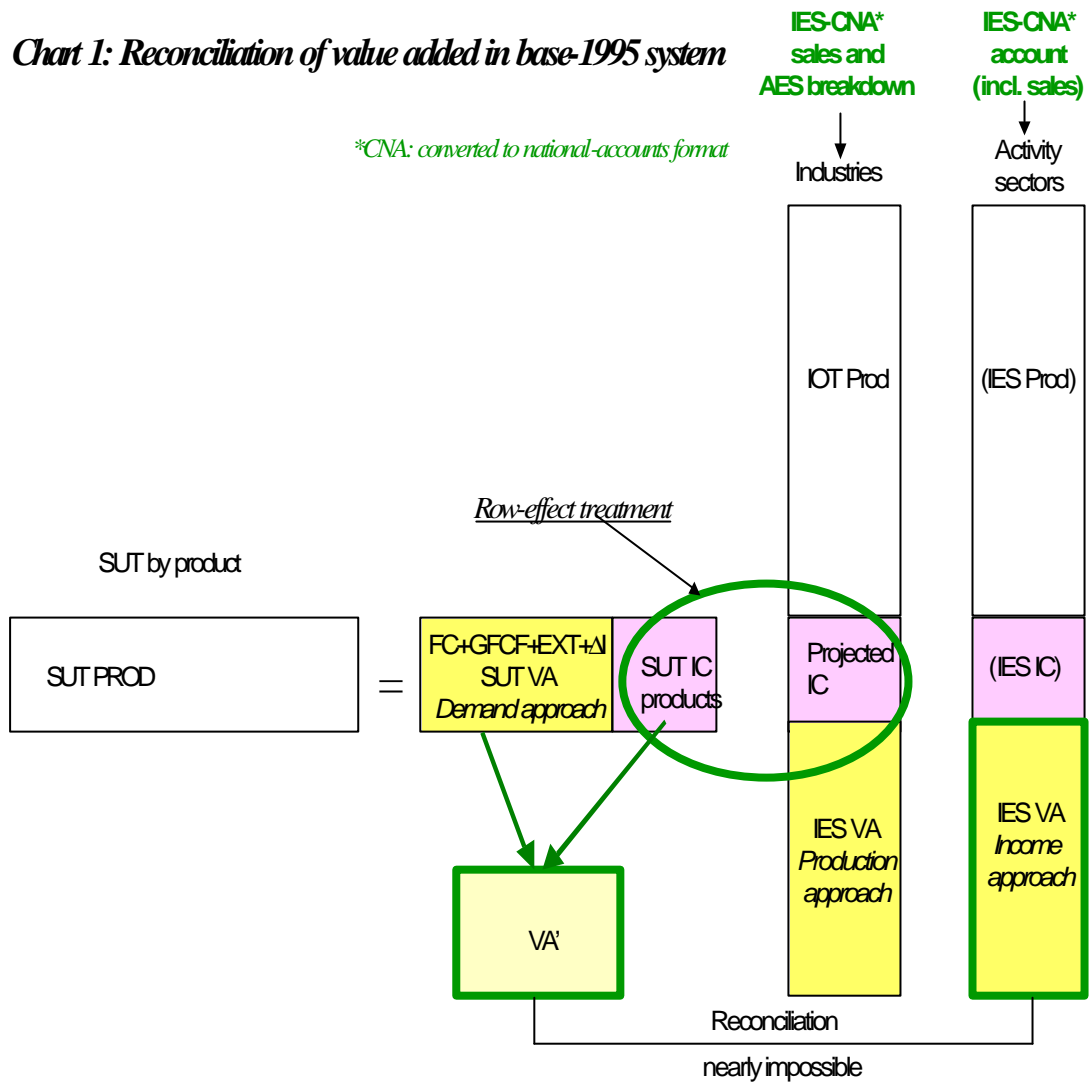 Chart 1: Reconciliation of value added in base-1995 system
IES-CNA*
sales and
AES breakdown
IES-CNA*
account
(incl. sales)
*CNA: converted to national-accounts format
Industries
Activity
sectors
IOT Prod
(IES Prod)
Row-effect treatment
SUT by product
SUT PROD
=
FC+GFCF+EXT+ΔI
SUT VA
Demand approach
SUT IC
products
Projected
IC
(IES IC)
IES VA
Production
approach
IES VA
Income
approach
VA'
Reconciliation
nearly impossible